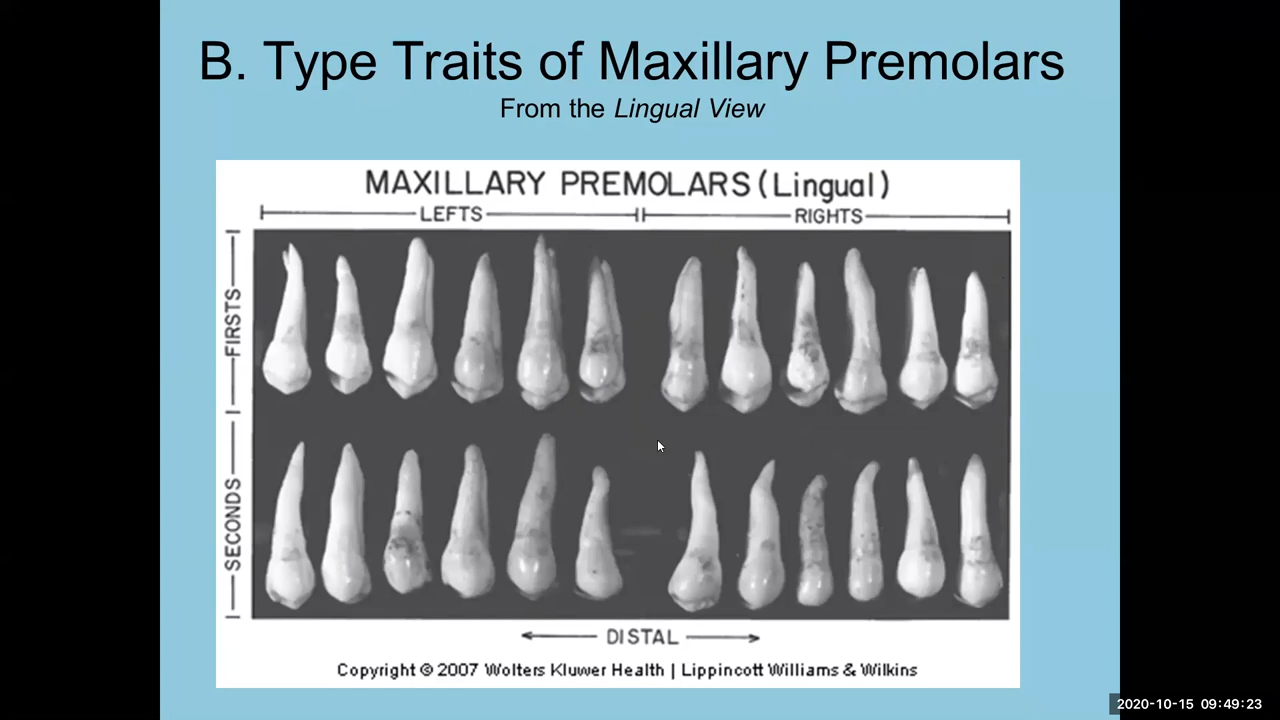 B. Type Traits of Maxillary Premolars
From the Lingual View
MAXILLARY PREMOLARS (Lingual)
LEFTS
RIGHTS
FIRSTS
SECONDS
DISTAL
Copyright © 2007 Wolters Kluwer Health | Lippincott Williams & Wilkins
2020-10-15 09:49:23